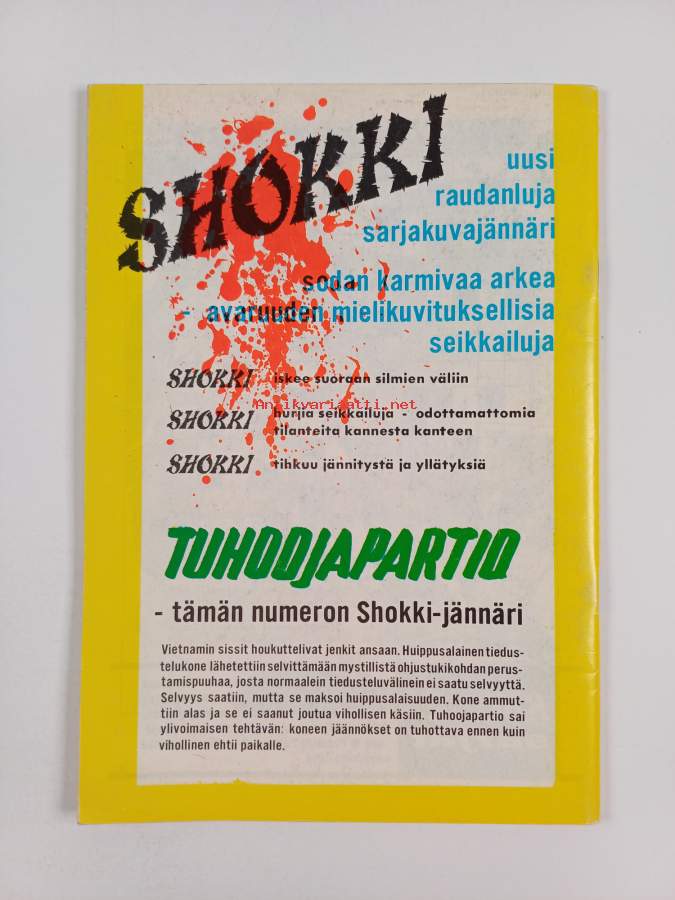 SHOKKI
uusi
raudanluja
sarjakuvajännäri
sodan karmivaa arkea
- avaruuden mielikuvituksellisia
seikkailuja
SHOKKI iskee suoraan silmien väliin
Antikvariaatti.net
SHOKKI hurjia seikkailuja - odottamattomia
tilanteita kannesta kanteen
SHOKKI tihkuu jännitystä ja yllätyksiä
TUHOOJAPARTIO
- tämän numeron Shokki-jännäri
Vietnamin sissit houkuttelivat jenkit ansaan. Huippusalainen tiedus-
telukone lähetettiin selvittämään mystillistä ohjustukikohdan perus-
tamispuuhaa, josta normaalein tiedusteluvälinein ei saatu selvyyttä.
Selvyys saatiin, mutta se maksoi huippusalaisuuden. Kone ammut-
tiin alas ja se ei saanut joutua vihollisen käsiin. Tuhoojapartio sai
ylivoimaisen tehtävän: koneen jäännökset on tuhottava ennen kuin
vihollinen ehtii paikalle.